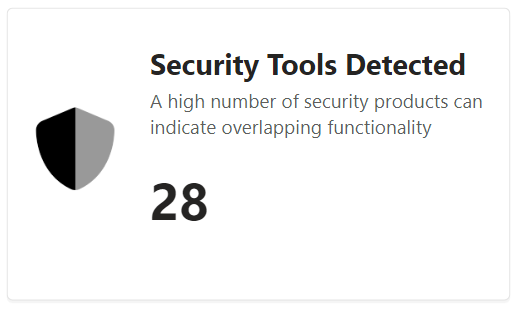 Security Tools Detected
A high number of security products can
indicate overlapping functionality
28